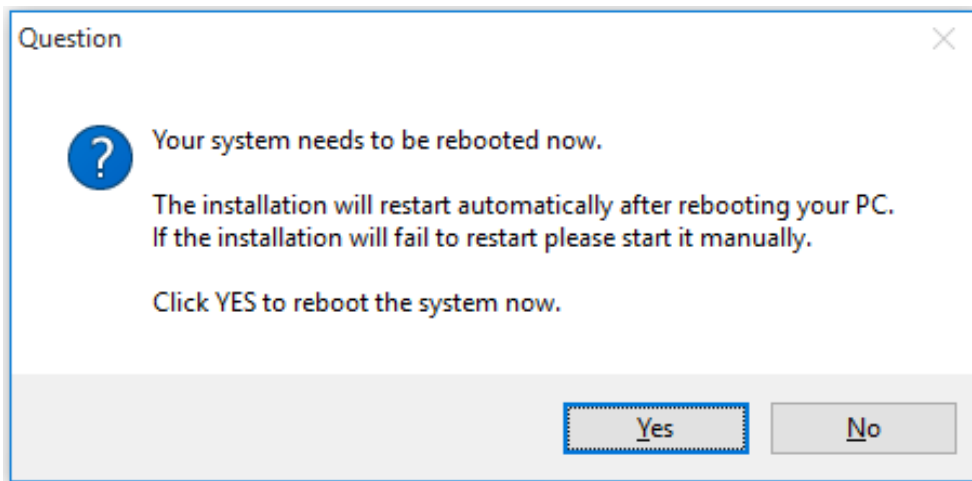 Question
Your system needs to be rebooted now.
The installation will restart automatically after rebooting your PC.
If the installation will fail to restart please start it manually.
Click YES to reboot the system now.
Yes
No